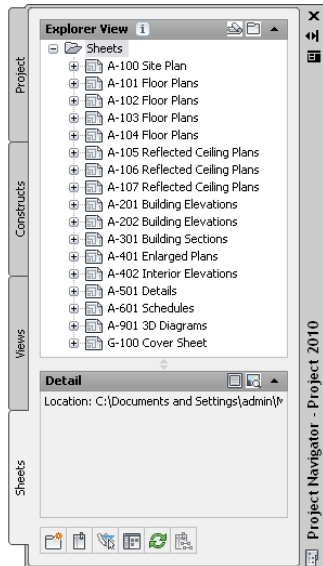 Explorer View
Sheets
A-100 Site Plan
A-101 Floor Plans
A-102 Floor Plans
A-103 Floor Plans
A-104 Floor Plans
A-105 Reflected Ceiling Plans
A-106 Reflected Ceiling Plans
A-107 Reflected Ceiling Plans
A-201 Building Elevations
A-202 Building Elevations
A-301 Building Sections
A-401 Enlarged Plans
A-402 Interior Elevations
A-501 Details
A-601 Schedules
A-901 3D Diagrams
G-100 Cover Sheet
Detail
Location: C:\Documents and Settings\admin\
Project
Constructs
Views
Sheets
Project Navigator - Project 2010